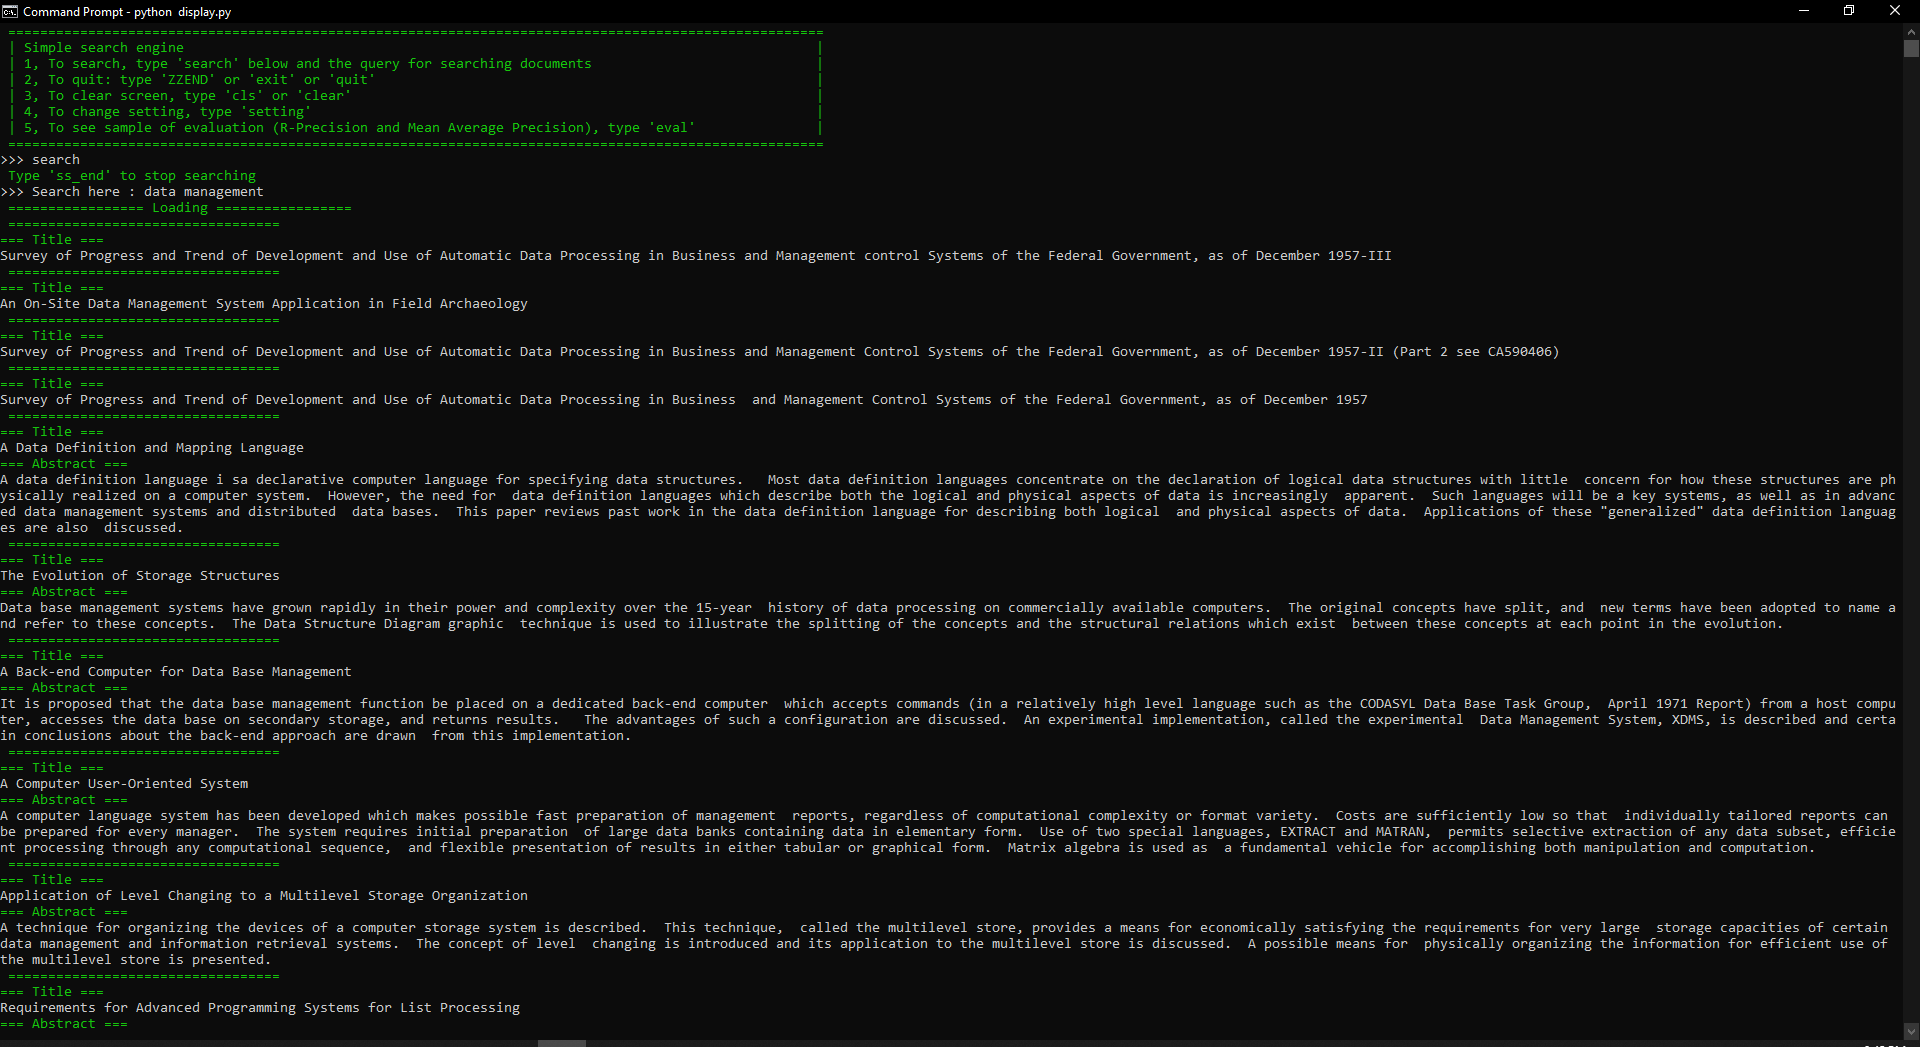 Command Prompt - python  display.py
======================================================================================================
| Simple search engine |
| 1, To search, type 'search' below and the query for searching documents |
| 2, To quit: type 'ZZEND' or 'exit' or 'quit' |
| 3, To clear screen, type 'cls' or 'clear' |
| 4, To change setting, type 'setting' |
| 5, To see sample of evaluation (R-Precision and Mean Average Precision), type 'eval' |
======================================================================================================
>>> search
Type 'ss_end' to stop searching
>>> Search here : data management
================= Loading =================
==================================
=== Title ===
Survey of Progress and Trend of Development and Use of Automatic Data Processing in Business and Management control Systems of the Federal Government, as of December 1957-III
==================================
=== Title ===
An On-Site Data Management System Application in Field Archaeology
==================================
=== Title ===
Survey of Progress and Trend of Development and Use of Automatic Data Processing in Business and Management Control Systems of the Federal Government, as of December 1957-II (Part 2 see CA590406)
==================================
=== Title ===
Survey of Progress and Trend of Development and Use of Automatic Data Processing in Business  and Management Control Systems of the Federal Government, as of December 1957
==================================
=== Title ===
A Data Definition and Mapping Language
=== Abstract ===
A data definition language i sa declarative computer language for specifying data structures.   Most data definition languages concentrate on the declaration of logical data structures with little  concern for how these structures are ph
ysically realized on a computer system.  However, the need for  data definition languages which describe both the logical and physical aspects of data is increasingly  apparent.  Such languages will be a key systems, as well as in advanc
ed data management systems and distributed  data bases.  This paper reviews past work in the data definition language for describing both logical  and physical aspects of data.  Applications of these "generalized" data definition languag
es are also  discussed.
==================================
=== Title ===
The Evolution of Storage Structures
=== Abstract ===
Data base management systems have grown rapidly in their power and complexity over the 15-year  history of data processing on commercially available computers.  The original concepts have split, and  new terms have been adopted to name a
nd refer to these concepts.  The Data Structure Diagram graphic  technique is used to illustrate the splitting of the concepts and the structural relations which exist  between these concepts at each point in the evolution.
==================================
=== Title ===
A Back-end Computer for Data Base Management
=== Abstract ===
It is proposed that the data base management function be placed on a dedicated back-end computer  which accepts commands (in a relatively high level language such as the CODASYL Data Base Task Group,  April 1971 Report) from a host compu
ter, accesses the data base on secondary storage, and returns results.   The advantages of such a configuration are discussed.  An experimental implementation, called the experimental  Data Management System, XDMS, is described and certa
in conclusions about the back-end approach are drawn  from this implementation.
==================================
=== Title ===
A Computer User-Oriented System
=== Abstract ===
A computer language system has been developed which makes possible fast preparation of management  reports, regardless of computational complexity or format variety.  Costs are sufficiently low so that  individually tailored reports can
be prepared for every manager.  The system requires initial preparation  of large data banks containing data in elementary form.  Use of two special languages, EXTRACT and MATRAN,  permits selective extraction of any data subset, efficie
nt processing through any computational sequence,  and flexible presentation of results in either tabular or graphical form.  Matrix algebra is used as  a fundamental vehicle for accomplishing both manipulation and computation.
==================================
=== Title ===
Application of Level Changing to a Multilevel Storage Organization
=== Abstract ===
A technique for organizing the devices of a computer storage system is described.  This technique,  called the multilevel store, provides a means for economically satisfying the requirements for very large  storage capacities of certain
data management and information retrieval systems.  The concept of level  changing is introduced and its application to the multilevel store is discussed.  A possible means for  physically organizing the information for efficient use of
the multilevel store is presented.
==================================
=== Title ===
Requirements for Advanced Programming Systems for List Processing
=== Abstract ===